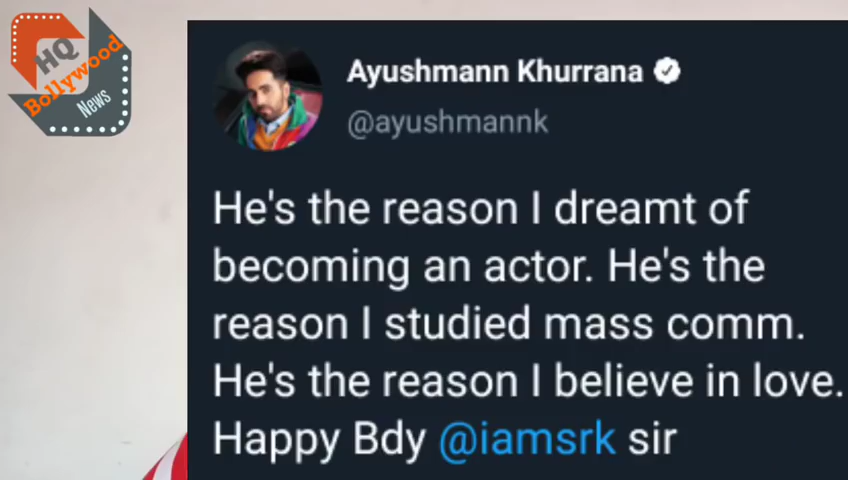 HQ
Bollywood
News
Ayushmann Khurrana
@ayushmannk
He's the reason I dreamt of
becoming an actor. He's the
reason I studied mass comm.
He's the reason I believe in love.
Happy Bdy @iamsrk sir